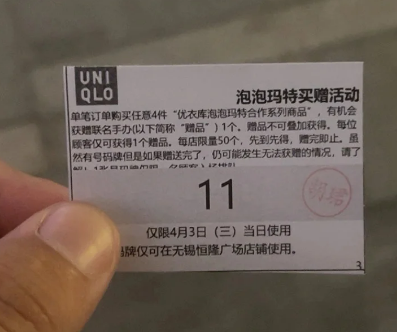 UNI
QLO
泡泡玛特买赠活动
单笔订单购买任意4件“优衣库泡泡玛特合作系列商品”，有机会
获赠联名手办(以下简称“赠品”) 1个。赠品不可叠加获得。每位
顾客仅可获得1个赠品。每店限量50个，先到先得，赠完即止。虽
然有号码牌但是如果赠送完了，仍可能发生无法获赠的情况，请了
11
仅限4月3日（三）当日使用
码牌仅可在无锡恒隆广场店铺使用。
3